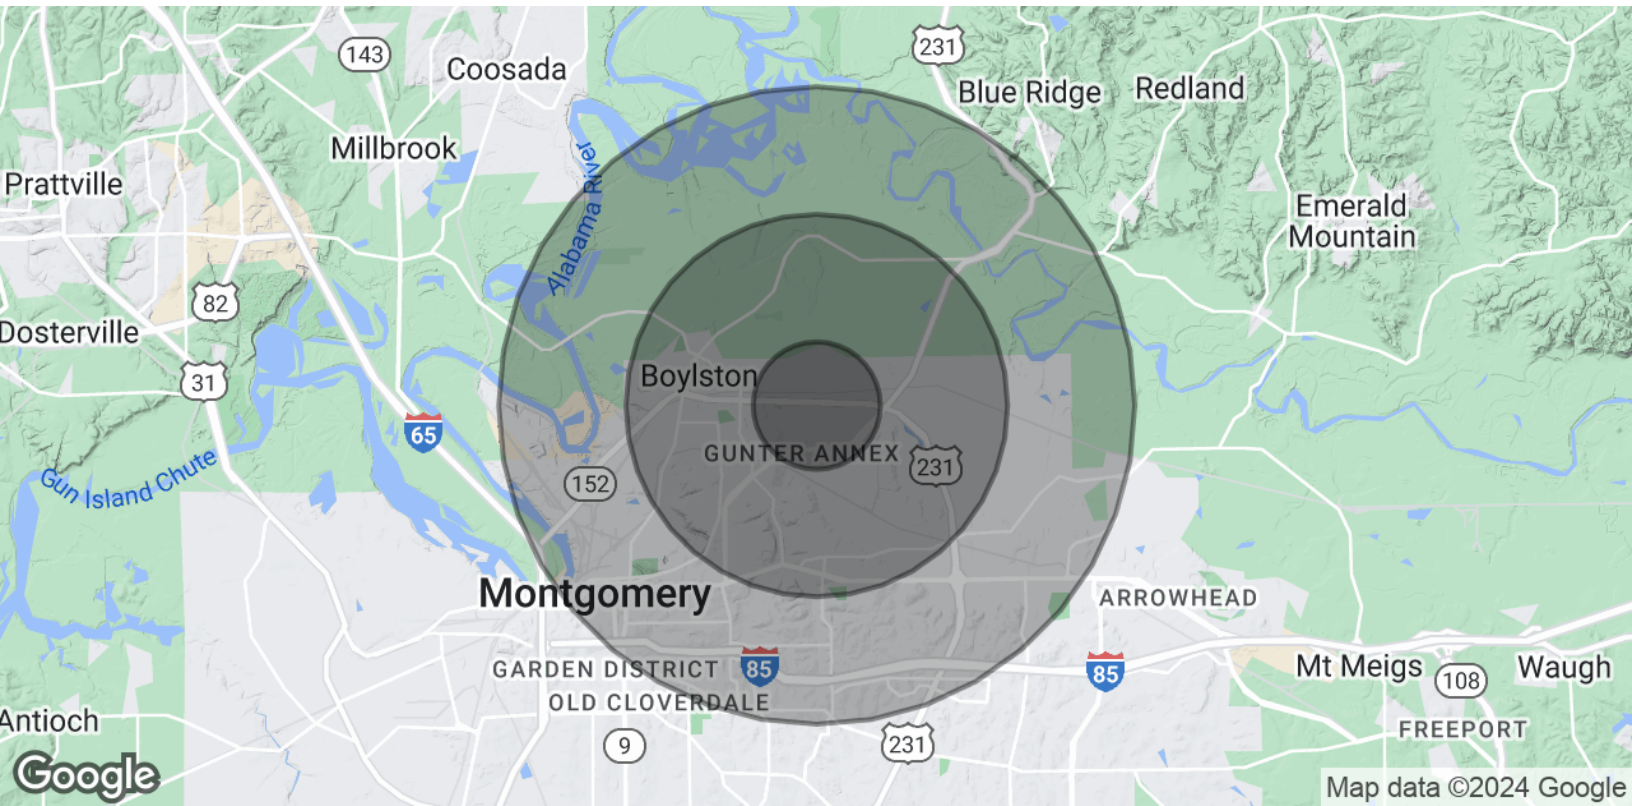 231
143
Coosada
Blue Ridge
Redland
Millbrook
Prattville
Alabama River
Emerald
Mountain
82
Dosterville
31
Boylston
65
GUNTER ANNEX
231
Gun Island Chute
152
Montgomery
ARROWHEAD
GARDEN DISTRICT
85
85
Mt Meigs
108
Waugh
OLD CLOVERDALE
Antioch
9
231
FREEPORT
Google
Map data ©2024 Google